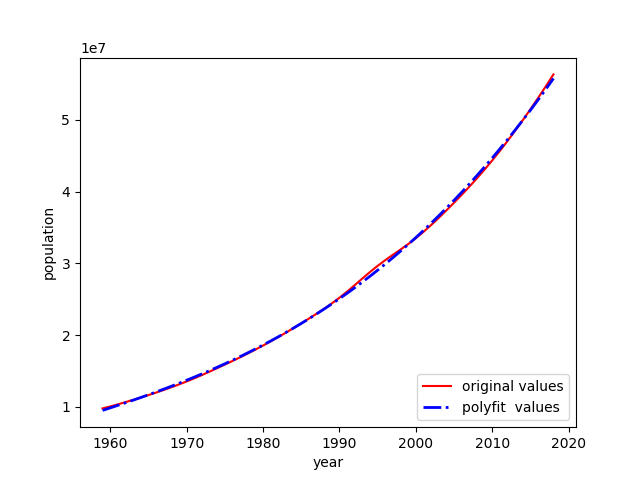 1e7
5
4
3
2
1
population
1960 1970 1980 1990 2000 2010 2020
year
original values
polyfit  values